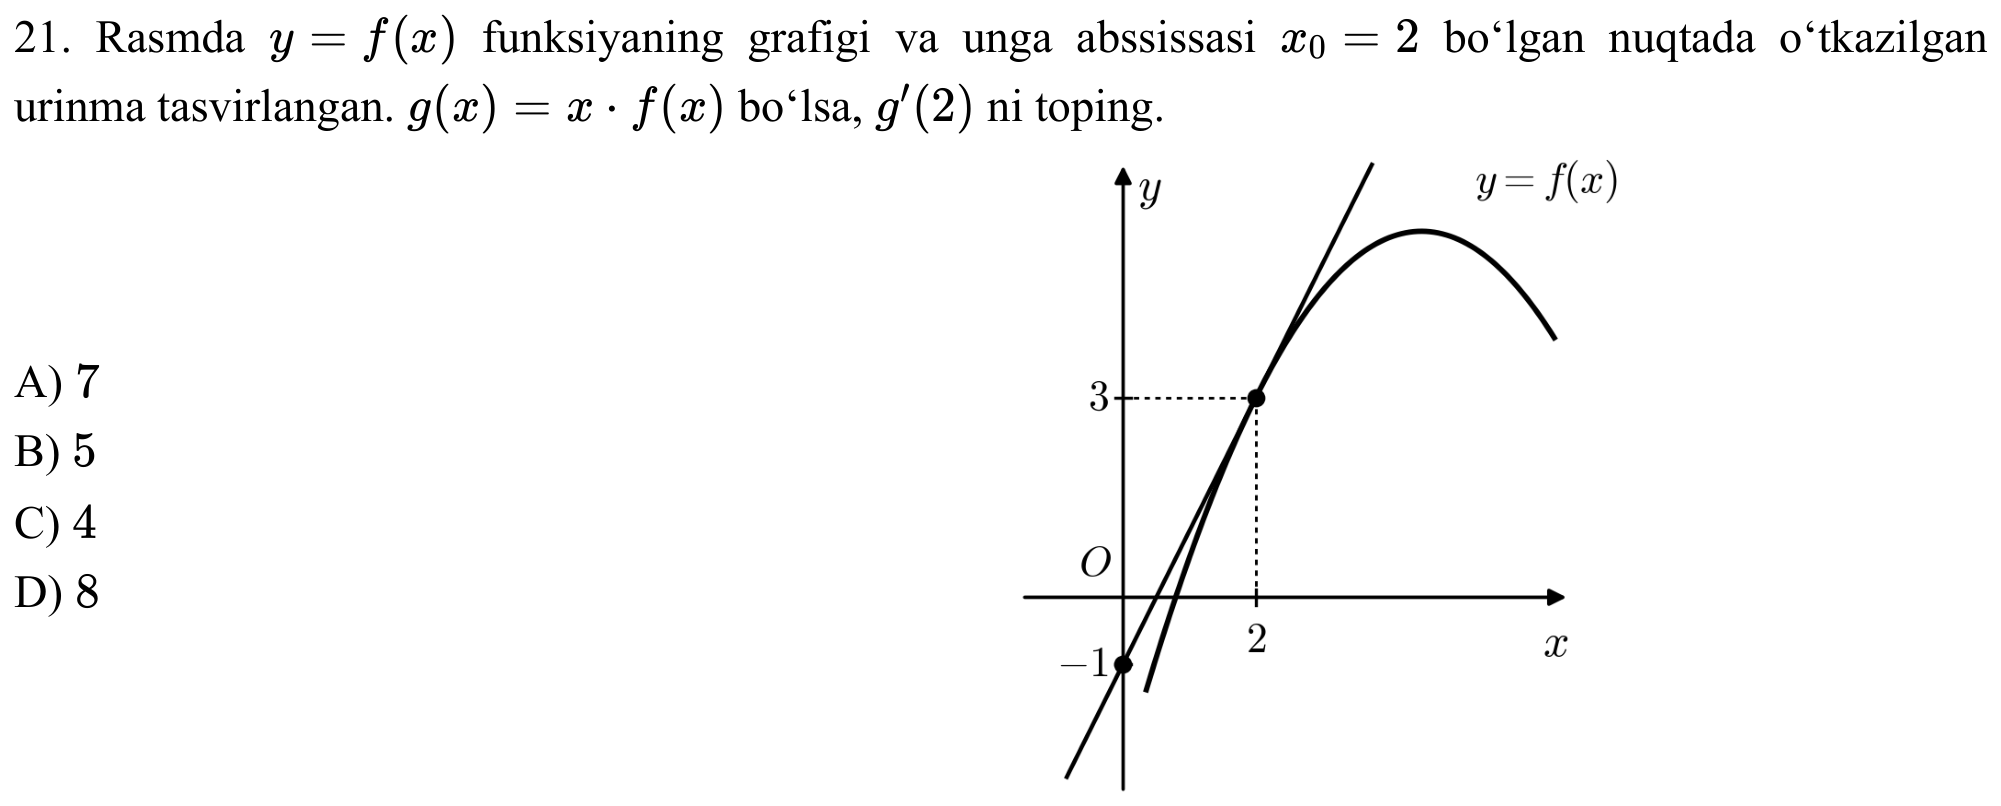 21. Rasmda y = f(x) funksiyaning grafigi va unga abssissasi x₀ = 2 bo‘lgan nuqtada o‘tkazilgan
urinma tasvirlangan. g(x) = x · f(x) bo‘lsa, g′(2) ni toping.
y
y = f(x)
A) 7
3
B) 5
C) 4
O
D) 8
2
x
−1